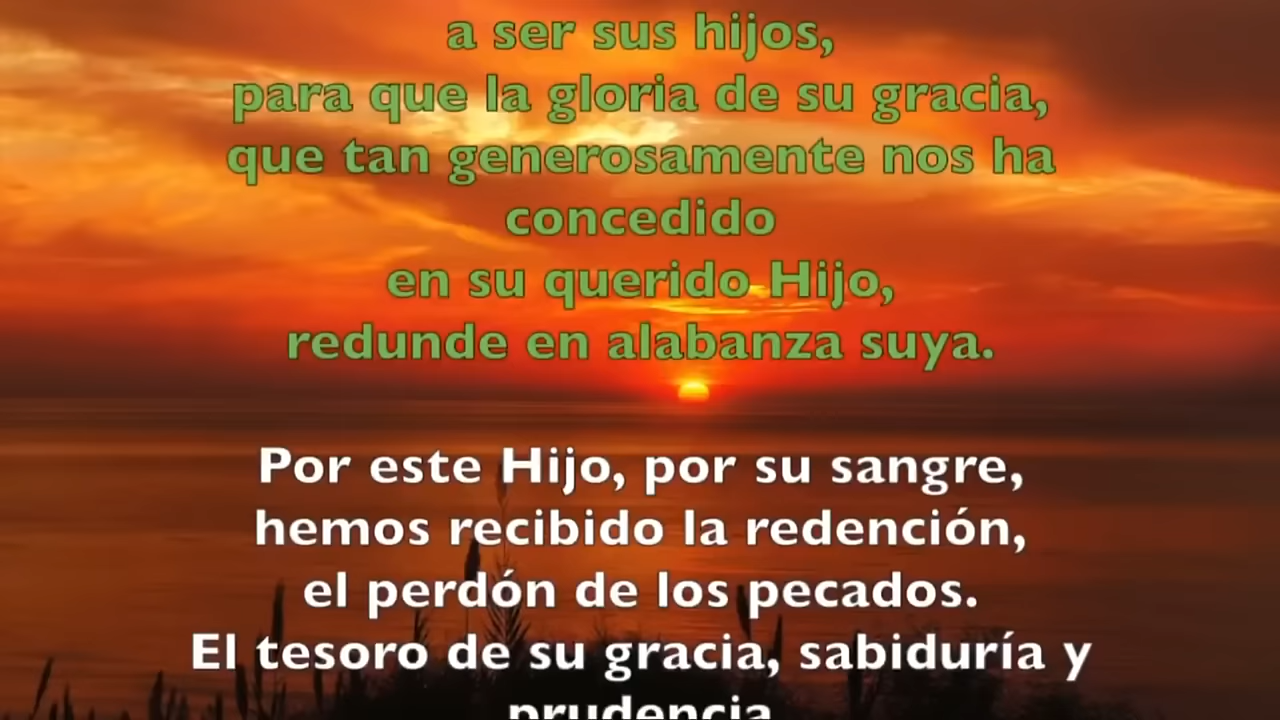 a ser sus hijos,
para que la gloria de su gracia,
que tan generosamente nos ha
concedido
en su querido Hijo,
redunde en alabanza suya.
Por este Hijo, por su sangre,
hemos recibido la redención,
el perdón de los pecados.
El tesoro de su gracia, sabiduría y
prudencia